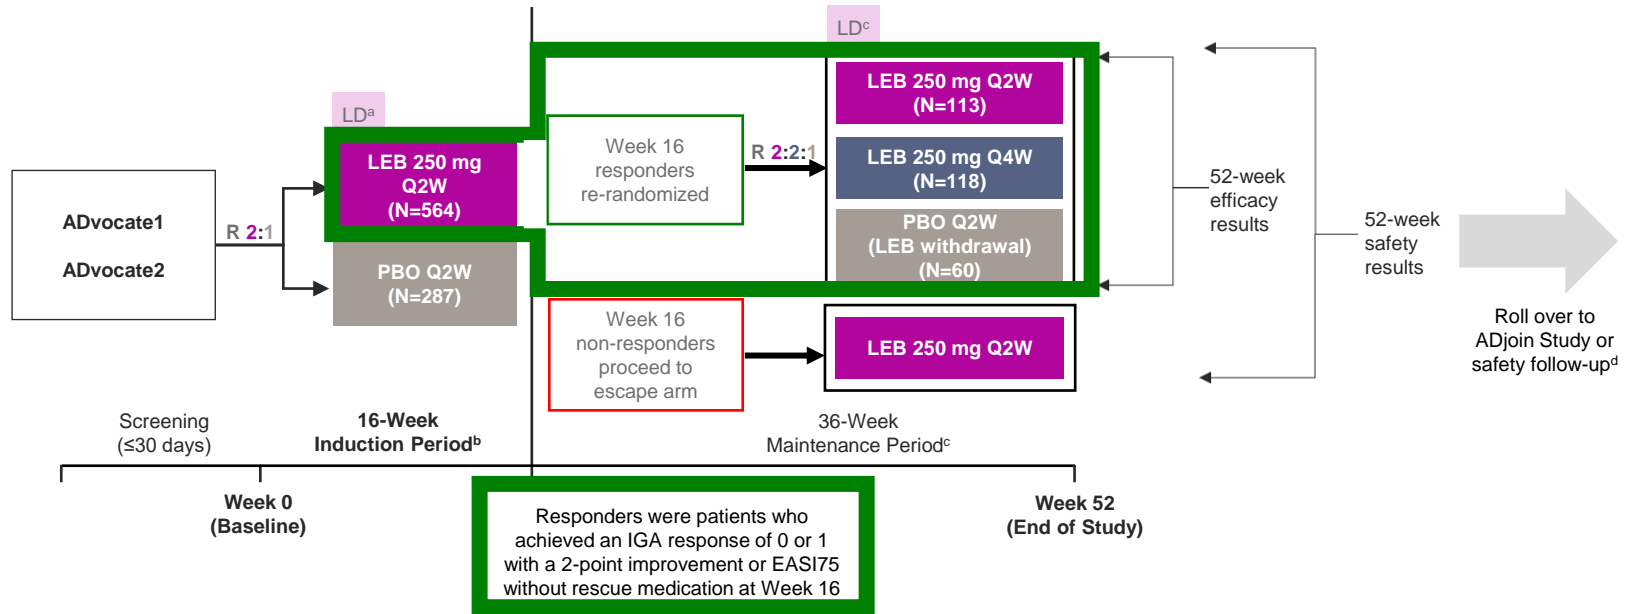 LDᶜ
LDᵃ
ADvocate1
ADvocate2
R 2:1
LEB 250 mg
Q2W
(N=564)
PBO Q2W
(N=287)
Week 16
responders
re-randomized
R 2:2:1
LEB 250 mg Q2W
(N=113)
LEB 250 mg Q4W
(N=118)
PBO Q2W
(LEB withdrawal)
(N=60)
Week 16
non-responders
proceed to
escape arm
LEB 250 mg Q2W
52-week
efficacy
results
52-week
safety
results
Roll over to
ADjoin Study or
safety follow-upᵈ
Screening
(≤30 days)
16-Week
Induction Periodᵇ
36-Week
Maintenance Periodᶜ
Week 0
(Baseline)
Responders were patients who
achieved an IGA response of 0 or 1
with a 2-point improvement or EASI75
without rescue medication at Week 16
Week 52
(End of Study)